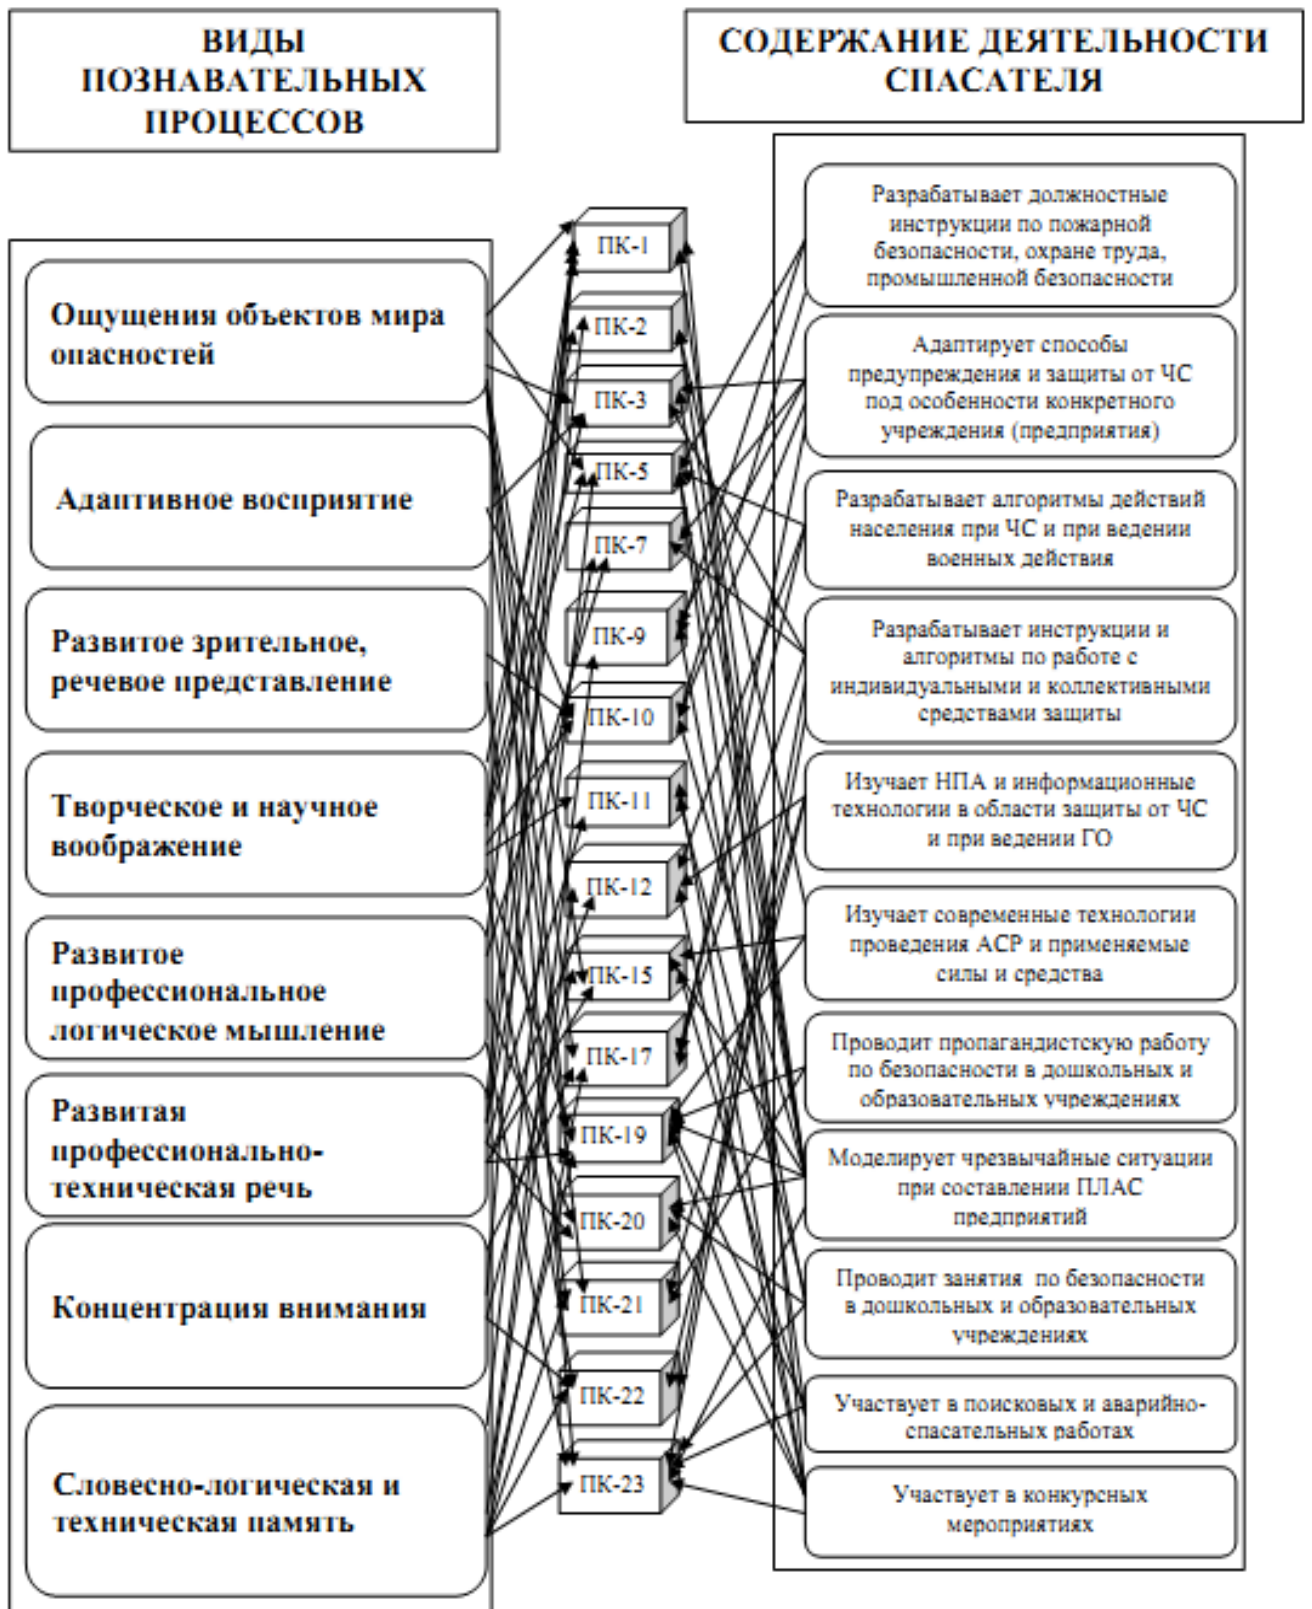 ВИДЫ
ПОЗНАВАТЕЛЬНЫХ
ПРОЦЕССОВ
СОДЕРЖАНИЕ ДЕЯТЕЛЬНОСТИ
СПАСАТЕЛЯ
Ощущения объектов мира
опасностей
Адаптивное восприятие
Развитое зрительное,
речевое представление
Творческое и научное
воображение
Развитое
профессиональное
логическое мышление
Развитая
профессионально-
техническая речь
Концентрация внимания
Словесно-логическая и
техническая память
ПК-1
ПК-2
ПК-3
ПК-5
ПК-7
ПК-9
ПК-10
ПК-11
ПК-12
ПК-15
ПК-17
ПК-19
ПК-20
ПК-21
ПК-22
ПК-23
Разрабатывает должностные
инструкции по пожарной
безопасности, охране труда,
промышленной безопасности
Адаптирует способы
предупреждения и защиты от ЧС
под особенности конкретного
учреждения (предприятия)
Разрабатывает алгоритмы действий
населения при ЧС и при ведении
военных действия
Разрабатывает инструкции и
алгоритмы по работе с
индивидуальными и коллективными
средствами защиты
Изучает НПА и информационные
технологии в области защиты от ЧС
и при ведении ГО
Изучает современные технологии
проведения АСР и применяемые
силы и средства
Проводит пропагандистскую работу
по безопасности в дошкольных и
образовательных учреждениях
Моделирует чрезвычайные ситуации
при составлении ПЛАС
предприятий
Проводит занятия по безопасности
в дошкольных и образовательных
учреждениях
Участвует в поисковых и аварийно-
спасательных работах
Участвует в конкурсных
мероприятиях